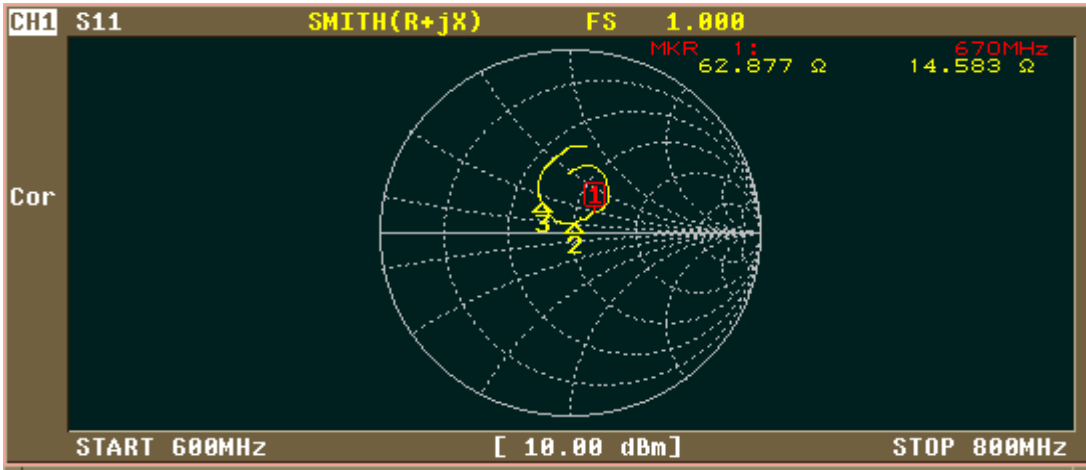 CH1 S11 SMITH(R+jX) FS 1.000
MKR 1: 670MHz
62.877 Ω 14.583 Ω
1
3
2
Cor
START 600MHz [ 10.00 dBm] STOP 800MHz